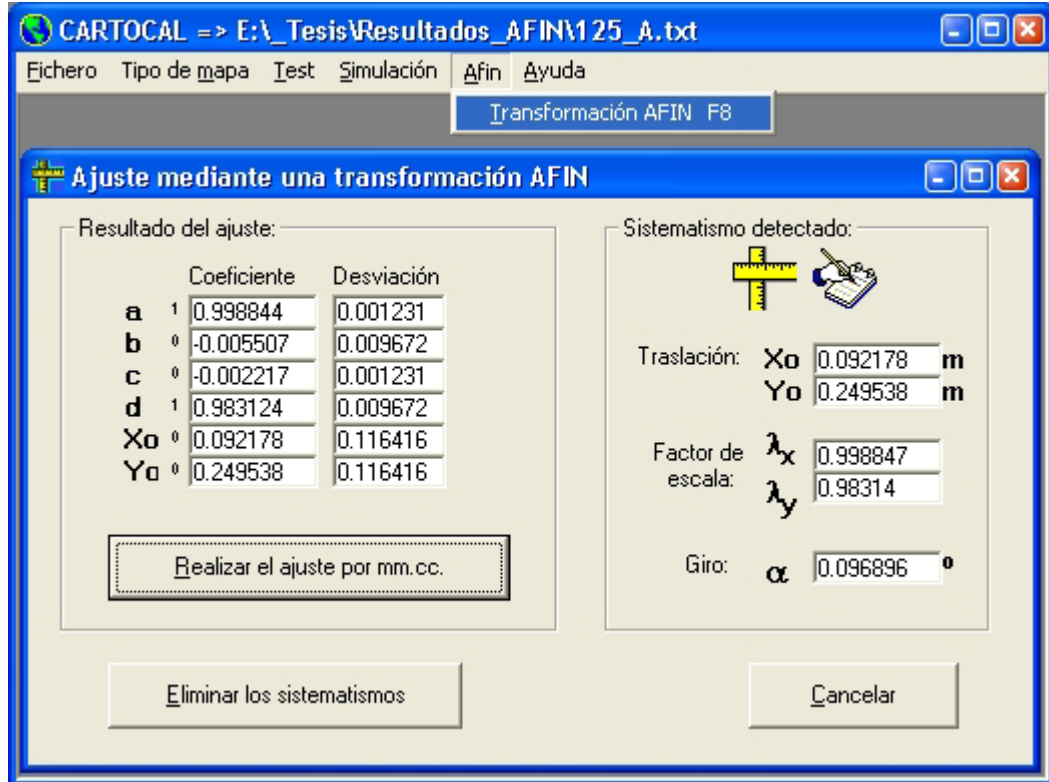 CARTOCAL => E:\_Tesis\Resultados_AFIN\125_A.txt
Fichero Tipo de mapa Test Simulación Afin Ayuda
Transformación AFIN F8
Ajuste mediante una transformación AFIN
Resultado del ajuste:
Coeficiente Desviación
a 1 0.998844 0.001231
b 0 -0.005507 0.009672
c 0 -0.002217 0.001231
d 1 0.983124 0.009672
Xo 0 0.092178 0.116416
Yo 0 0.249538 0.116416
Realizar el ajuste por mm.cc.
Sistematismo detectado:
Traslación: Xo 0.092178 m
Yo 0.249538 m
Factor de escala: λx 0.998847
λy 0.98314
Giro: α 0.096896 º
Eliminar los sistematismos
Cancelar